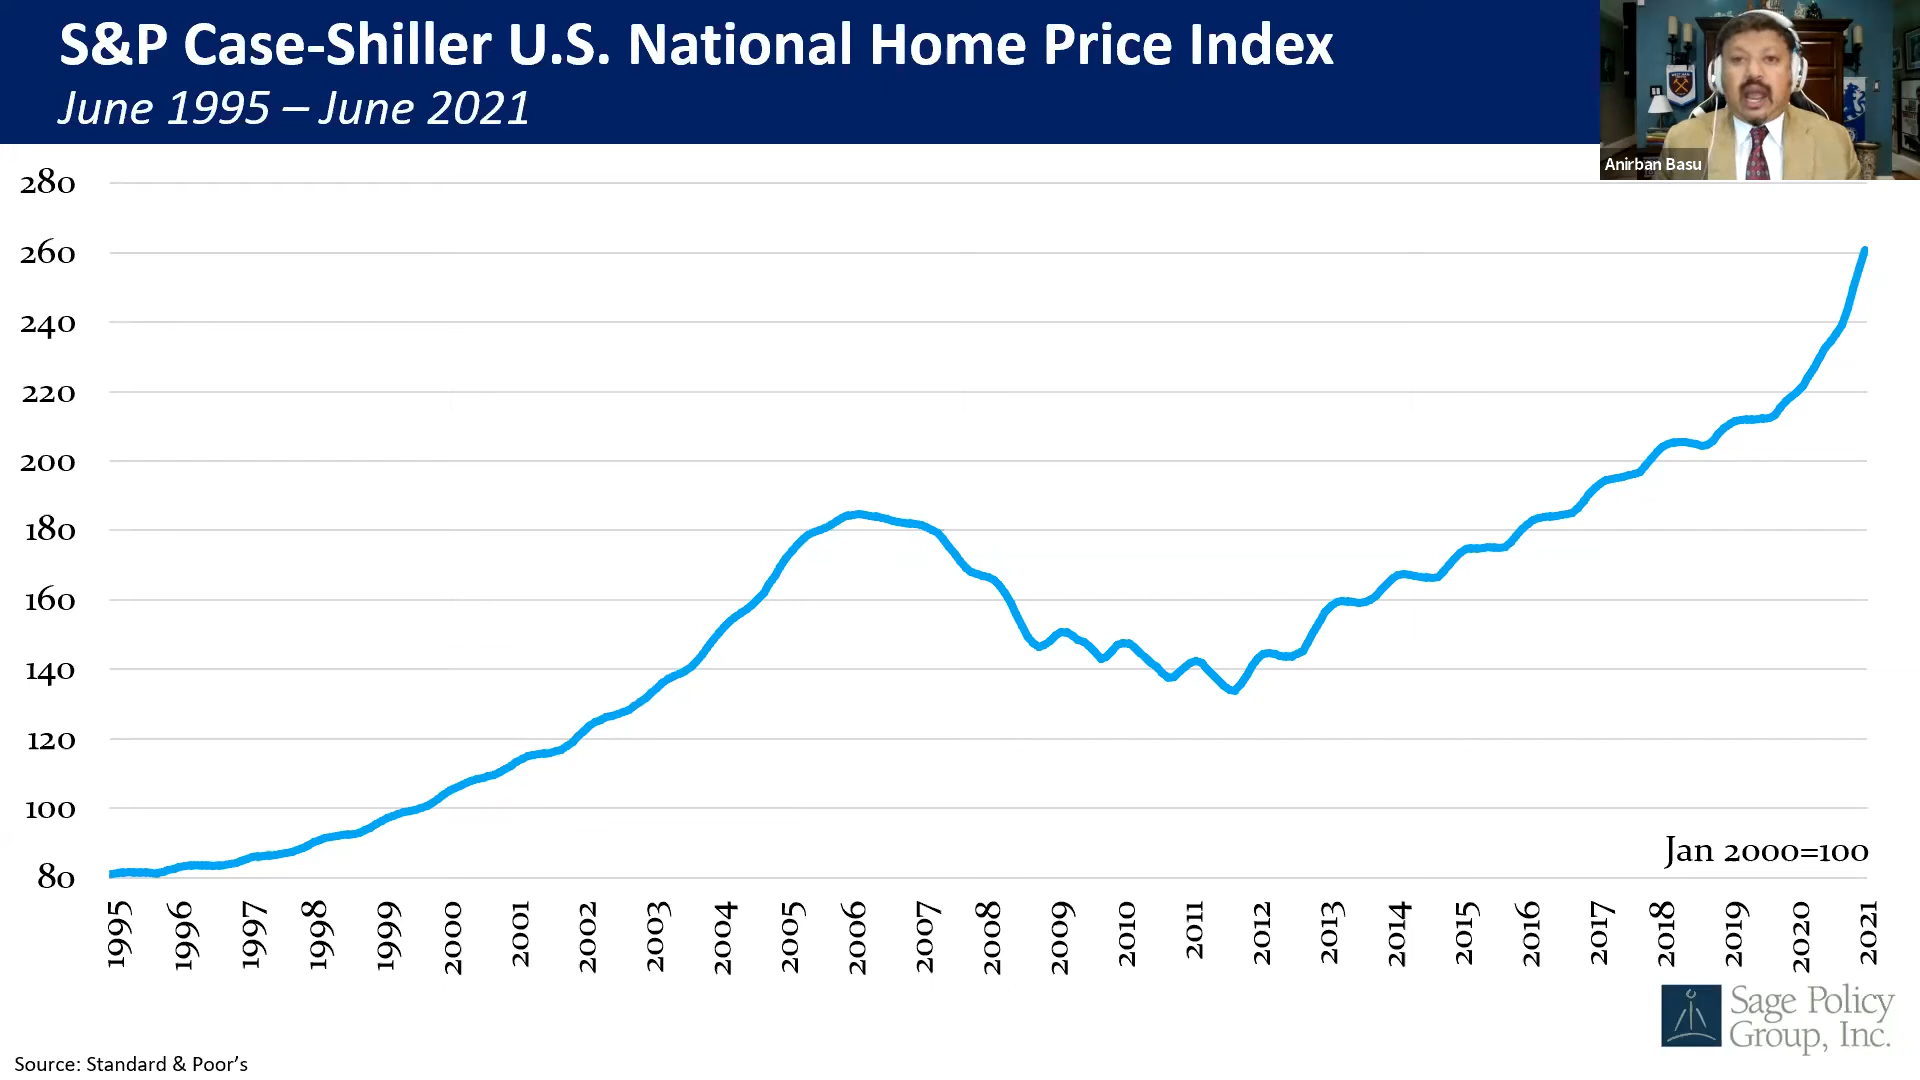 S&P Case-Shiller U.S. National Home Price Index
June 1995 – June 2021
Anirban Basu
280
260
240
220
200
180
160
140
120
100
80
Jan 2000=100
1995 1996 1997 1998 1999 2000 2001 2002 2003 2004 2005 2006 2007 2008 2009 2010 2011 2012 2013 2014 2015 2016 2017 2018 2019 2020 2021
Sage Policy
Group, Inc.
Source: Standard & Poor's